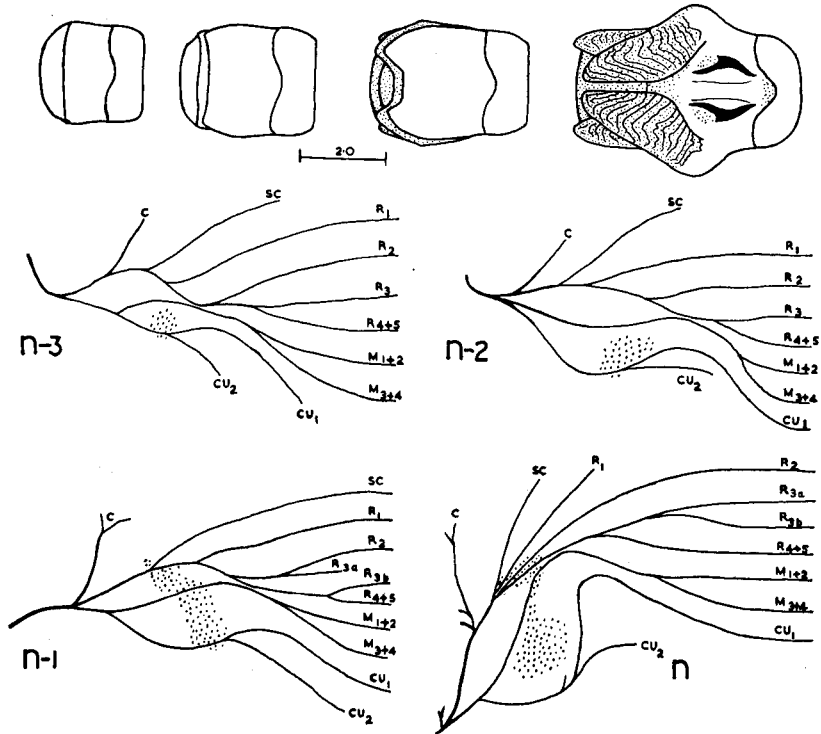 2·0
C
SC
R1
R2
R3
R4+5
M1+2
M3+4
CU1
CU2
n-3
C
SC
R1
R2
R3
R4+5
M1+2
M3+4
CU1
CU2
n-2
C
SC
R1
R2
R3a
R3b
R4+5
M1+2
M3+4
CU1
CU2
n-1
C
SC
R1
R2
R3a
R3b
R4+5
M1+2
M3+4
CU1
CU2
n